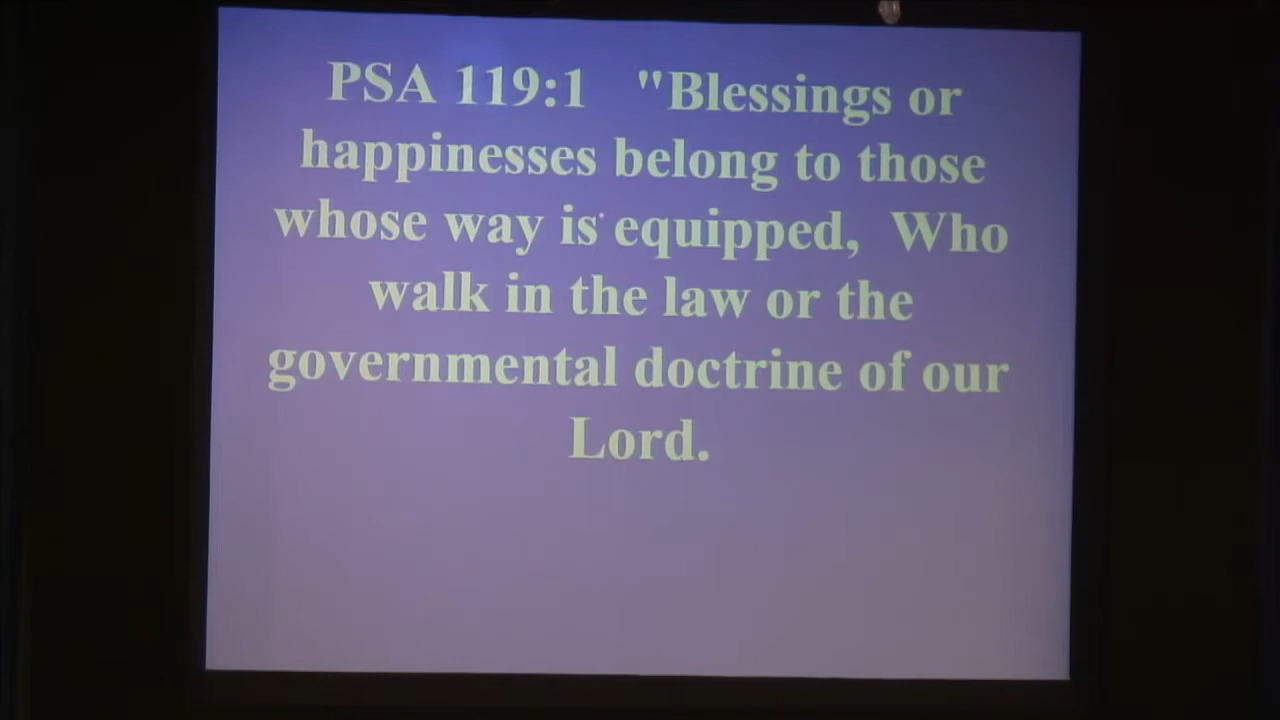 PSA 119:1 "Blessings or
happinesses belong to those
whose way is equipped, Who
walk in the law or the
governmental doctrine of our
Lord.